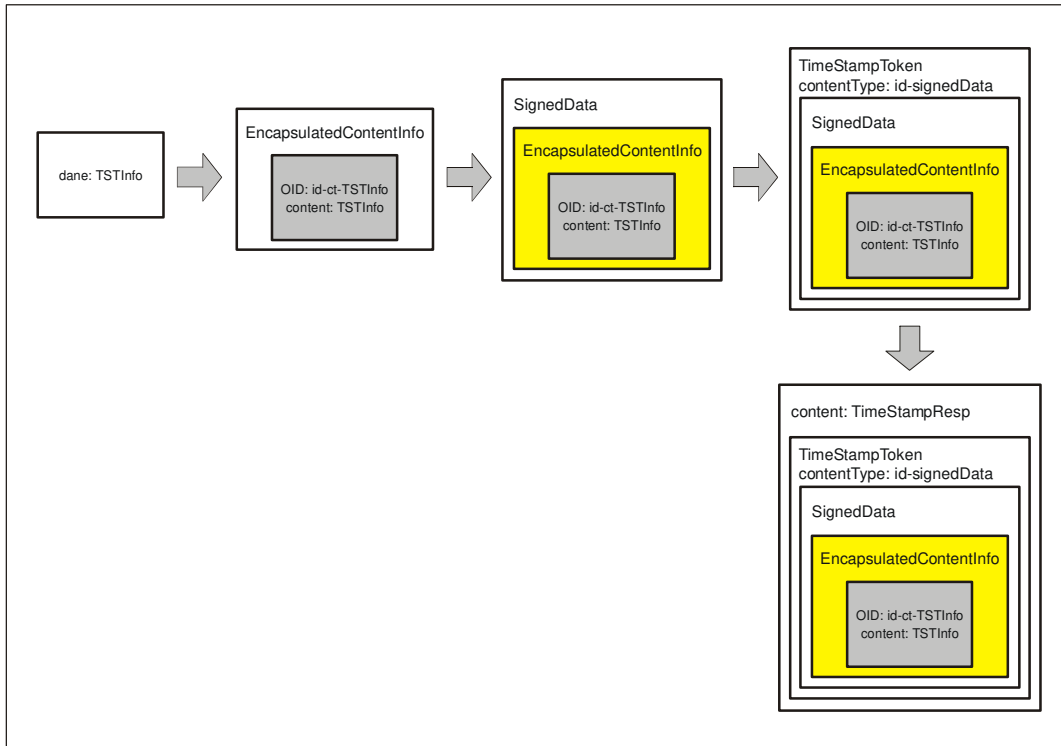 dane: TSTInfo
EncapsulatedContentInfo
OID: id-ct-TSTInfo
content: TSTInfo
SignedData
EncapsulatedContentInfo
OID: id-ct-TSTInfo
content: TSTInfo
TimeStampToken
contentType: id-signedData
SignedData
EncapsulatedContentInfo
OID: id-ct-TSTInfo
content: TSTInfo
content: TimeStampResp
TimeStampToken
contentType: id-signedData
SignedData
EncapsulatedContentInfo
OID: id-ct-TSTInfo
content: TSTInfo